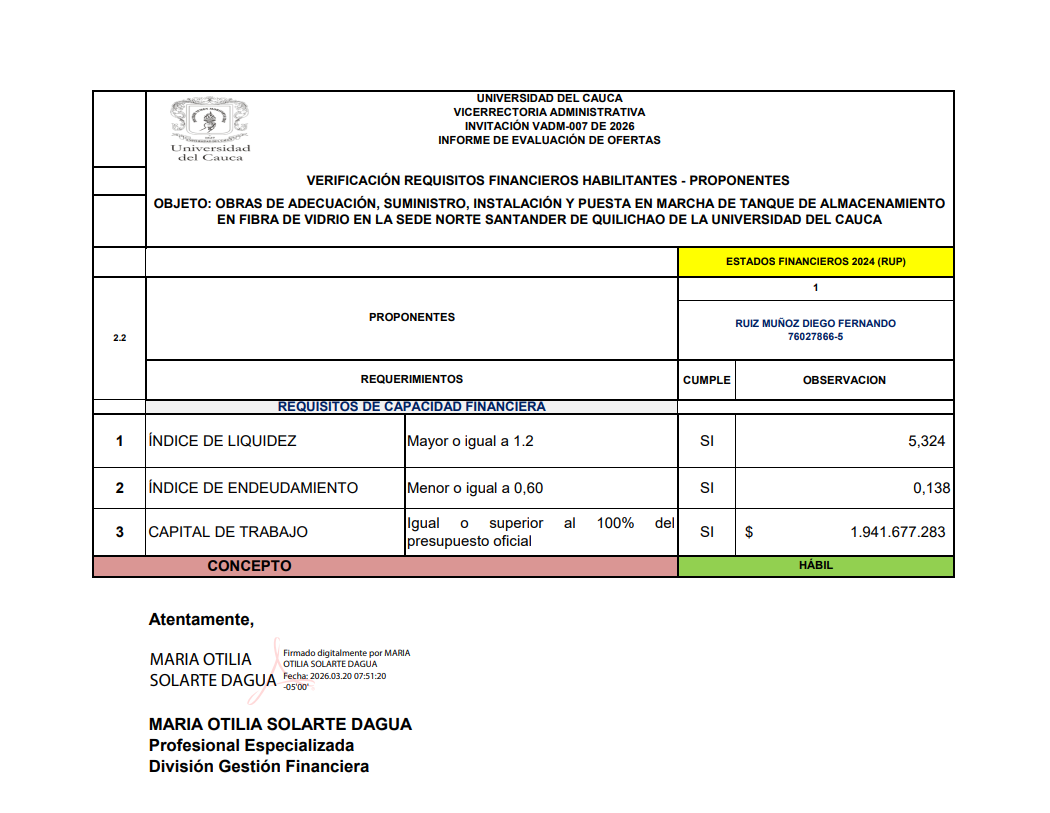 UNIVERSIDAD DEL CAUCA
VICERRECTORIA ADMINISTRATIVA
INVITACIÓN VADM-007 DE 2026
INFORME DE EVALUACIÓN DE OFERTAS
Universidad
del Cauca
VERIFICACIÓN REQUISITOS FINANCIEROS HABILITANTES - PROPONENTES
OBJETO: OBRAS DE ADECUACIÓN, SUMINISTRO, INSTALACIÓN Y PUESTA EN MARCHA DE TANQUE DE ALMACENAMIENTO
EN FIBRA DE VIDRIO EN LA SEDE NORTE SANTANDER DE QUILICHAO DE LA UNIVERSIDAD DEL CAUCA
ESTADOS FINANCIEROS 2024 (RUP)
2.2
PROPONENTES
1
RUIZ MUÑOZ DIEGO FERNANDO
76027866-5
REQUERIMIENTOS
CUMPLE
OBSERVACION
REQUISITOS DE CAPACIDAD FINANCIERA
1 ÍNDICE DE LIQUIDEZ Mayor o igual a 1.2 SI 5,324
2 ÍNDICE DE ENDEUDAMIENTO Menor o igual a 0,60 SI 0,138
3 CAPITAL DE TRABAJO Igual o superior al 100% del
presupuesto oficial SI $ 1.941.677.283
CONCEPTO HÁBIL
Atentamente,
MARIA OTILIA
SOLARTE DAGUA
Firmado digitalmente por MARIA
OTILIA SOLARTE DAGUA
Fecha: 2026.03.20 07:51:20
-05'00'
MARIA OTILIA SOLARTE DAGUA
Profesional Especializada
División Gestión Financiera